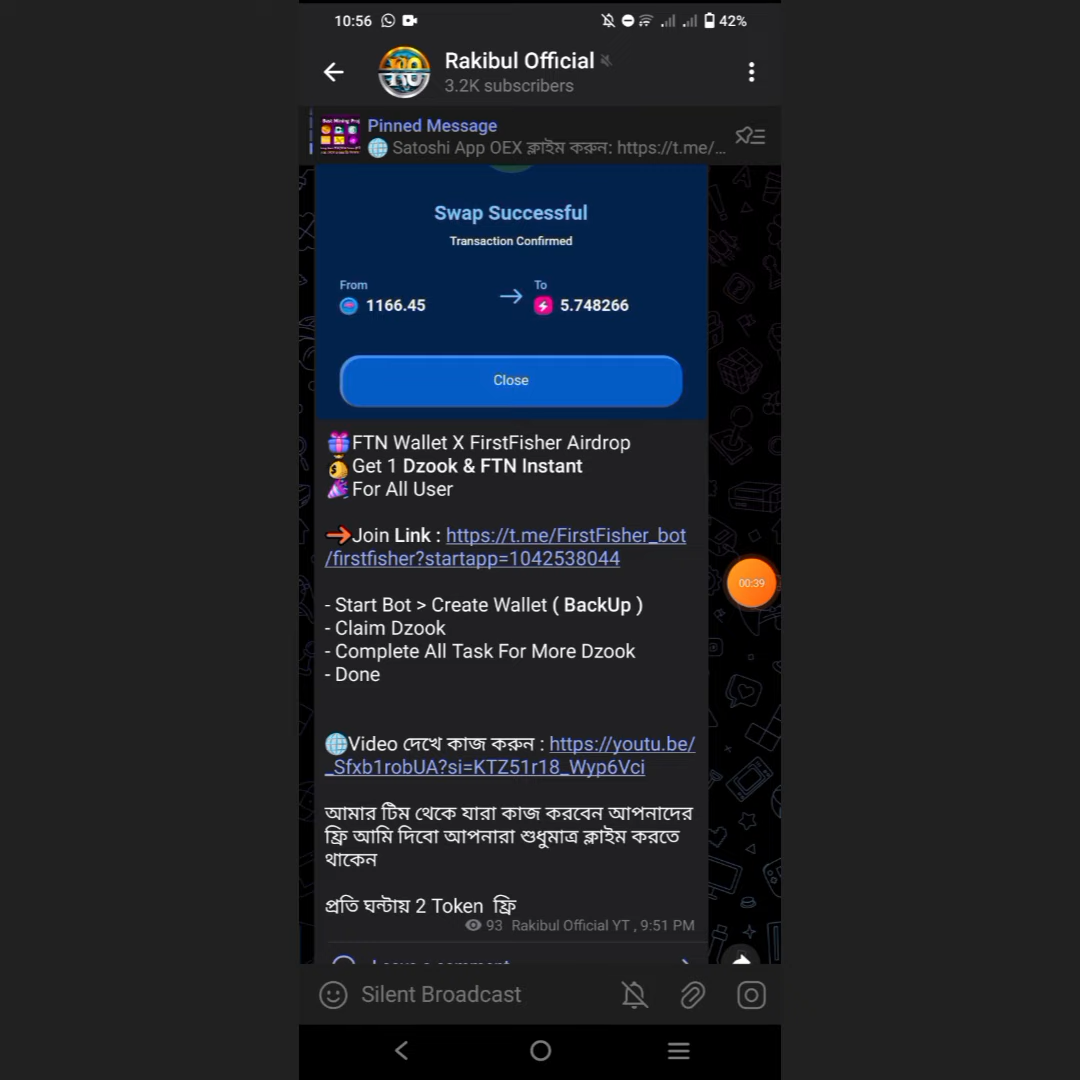 10:56
42%
Rakibul Official
3.2K subscribers
Pinned Message
Satoshi App OEX ক্লাইম করুন: https://t.me/...
Swap Successful
Transaction Confirmed
From
To
1166.45
5.748266
Close
FTN Wallet X FirstFisher Airdrop
Get 1 Dzook & FTN Instant
For All User
Join Link : https://t.me/FirstFisher_bot
/firstfisher?startapp=1042538044
00:39
- Start Bot > Create Wallet ( BackUp )
- Claim Dzook
- Complete All Task For More Dzook
- Done
Video দেখে কাজ করুন : https://youtu.be/
_Sfxb1robUA?si=KTZ51r18_Wyp6Vci
আমার টিম থেকে যারা কাজ করবেন আপনাদের
ফ্রি আমি দিবো আপনারা শুধুমাত্র ক্লাইম করতে
থাকেন
প্রতি ঘন্টায় 2 Token ফ্রি
93 Rakibul Official YT , 9:51 PM
Leave a comment
Silent Broadcast